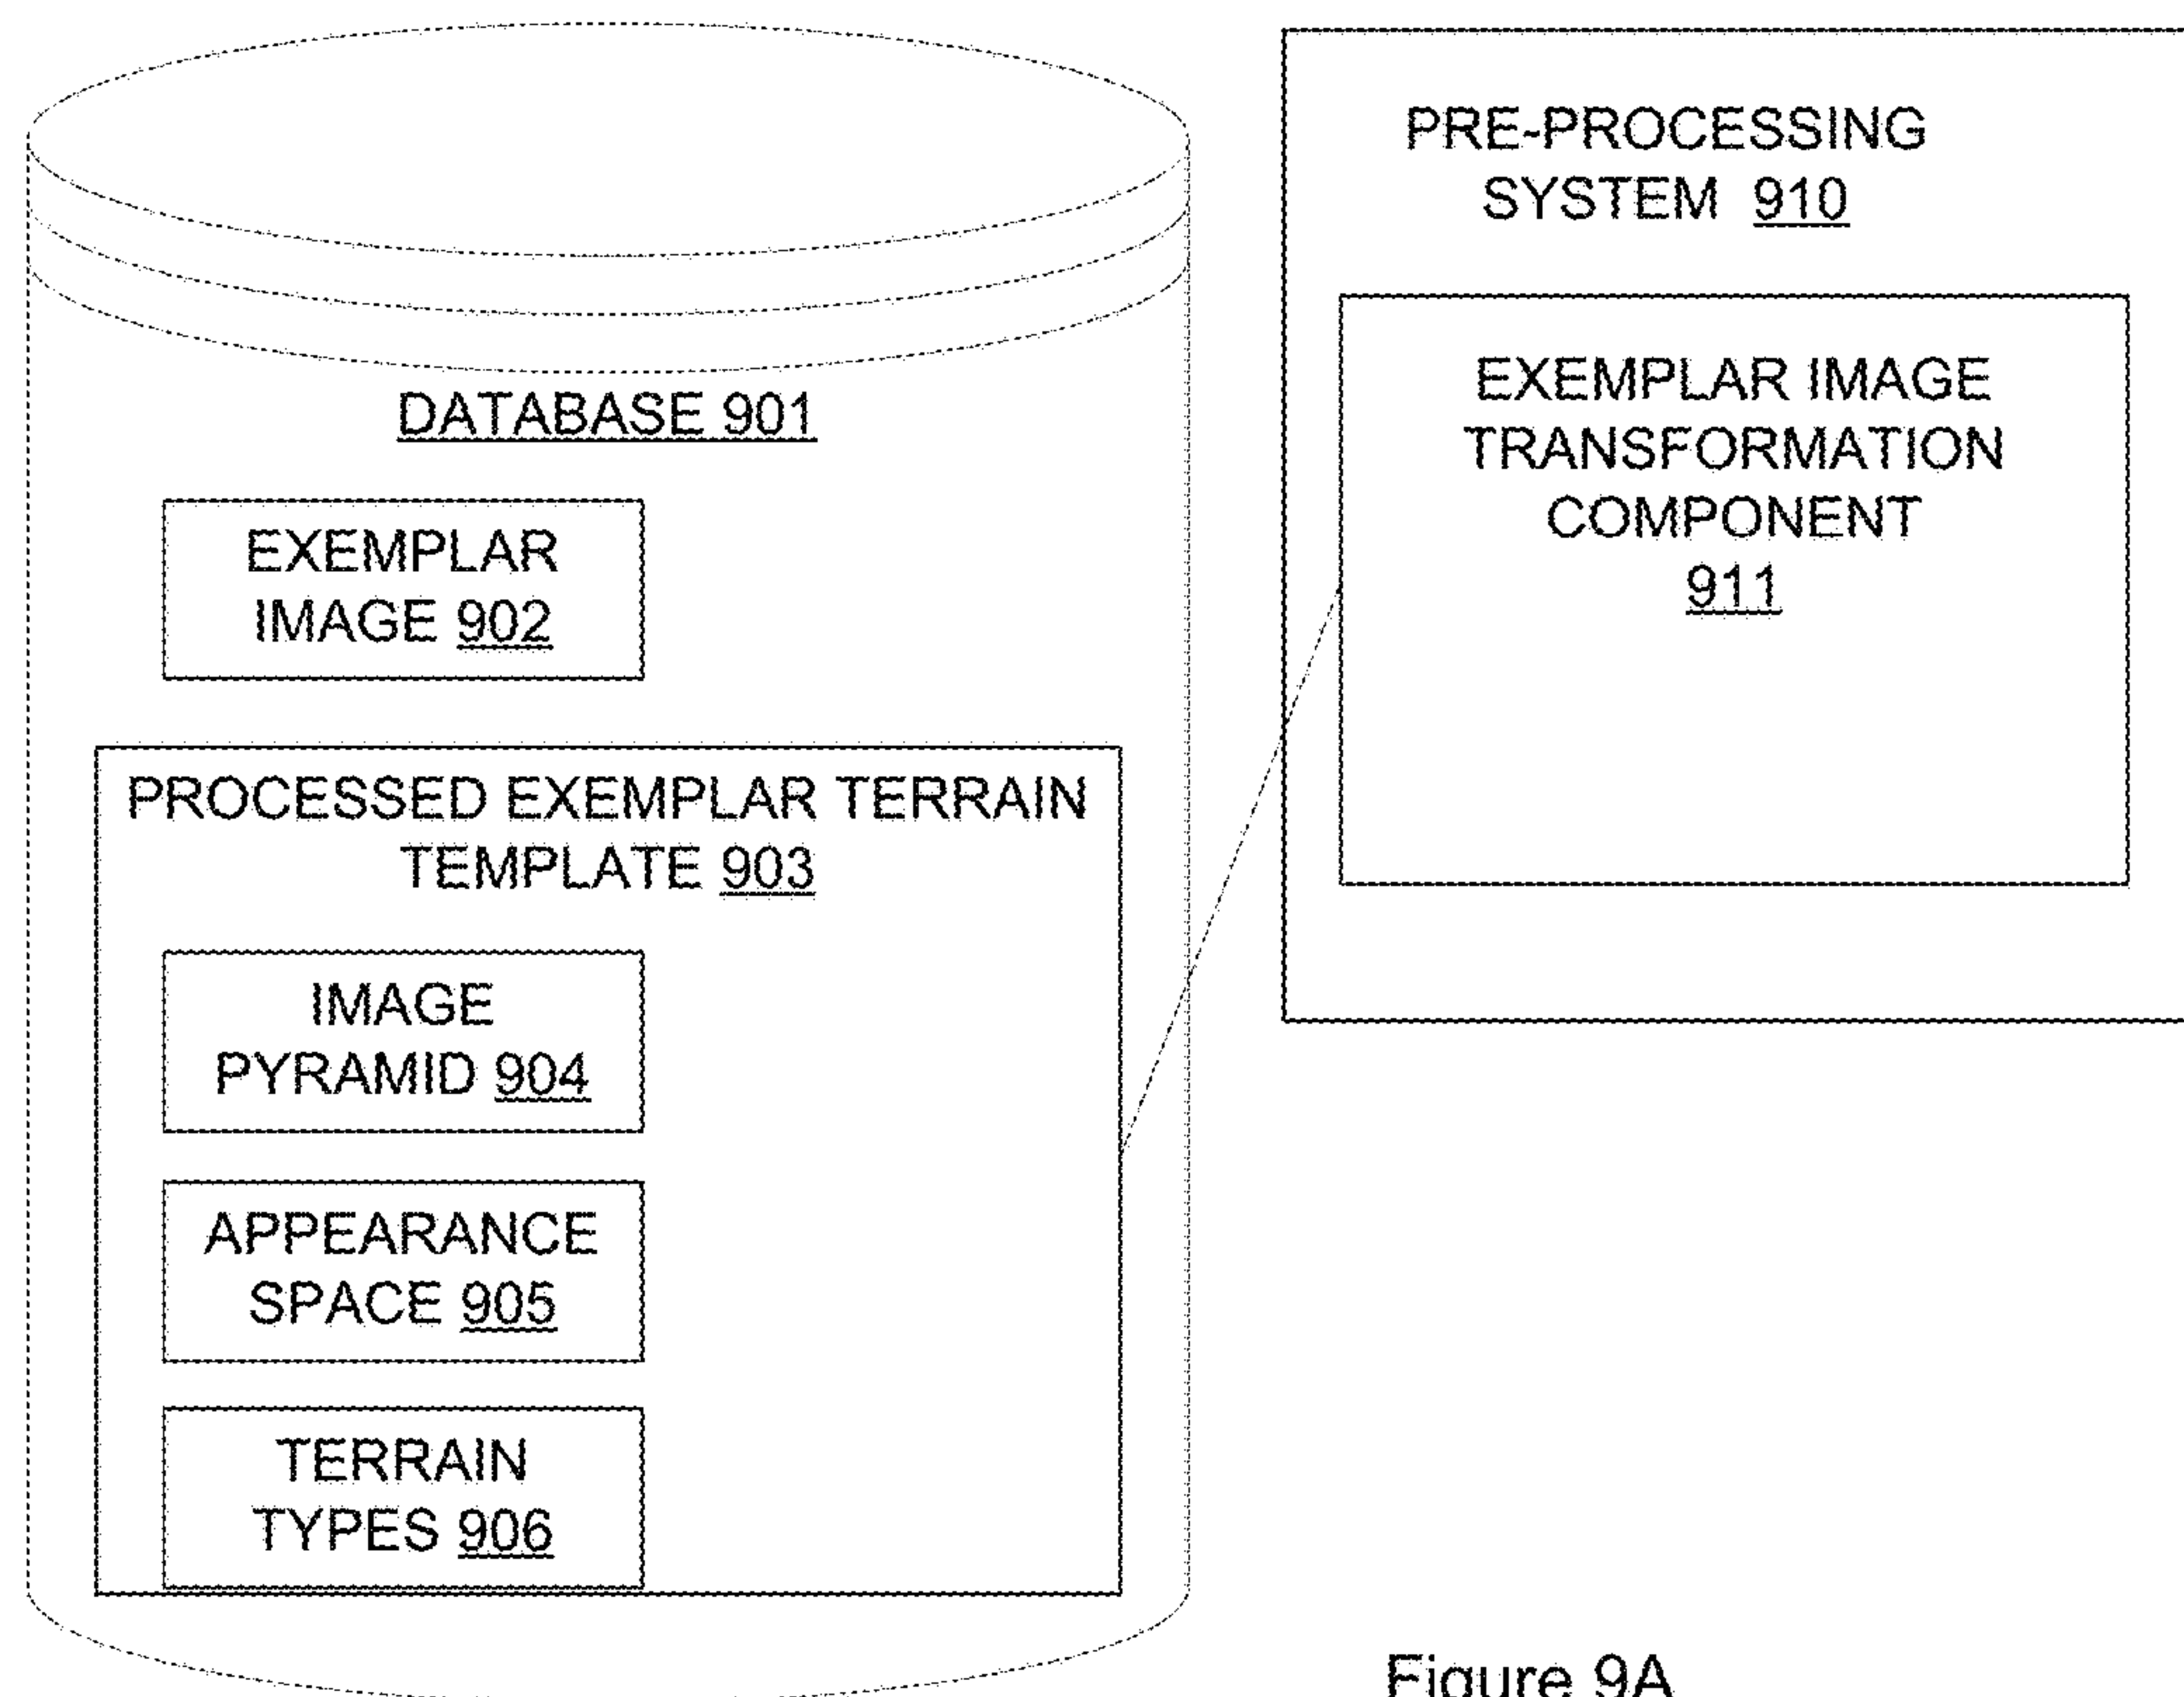 DATABASE 901
EXEMPLAR
IMAGE 902
PROCESSED EXEMPLAR TERRAIN
TEMPLATE 903
IMAGE
PYRAMID 904
APPEARANCE
SPACE 905
TERRAIN
TYPES 906
PRE-PROCESSING
SYSTEM 910
EXEMPLAR IMAGE
TRANSFORMATION
COMPONENT
911
Figure 9A